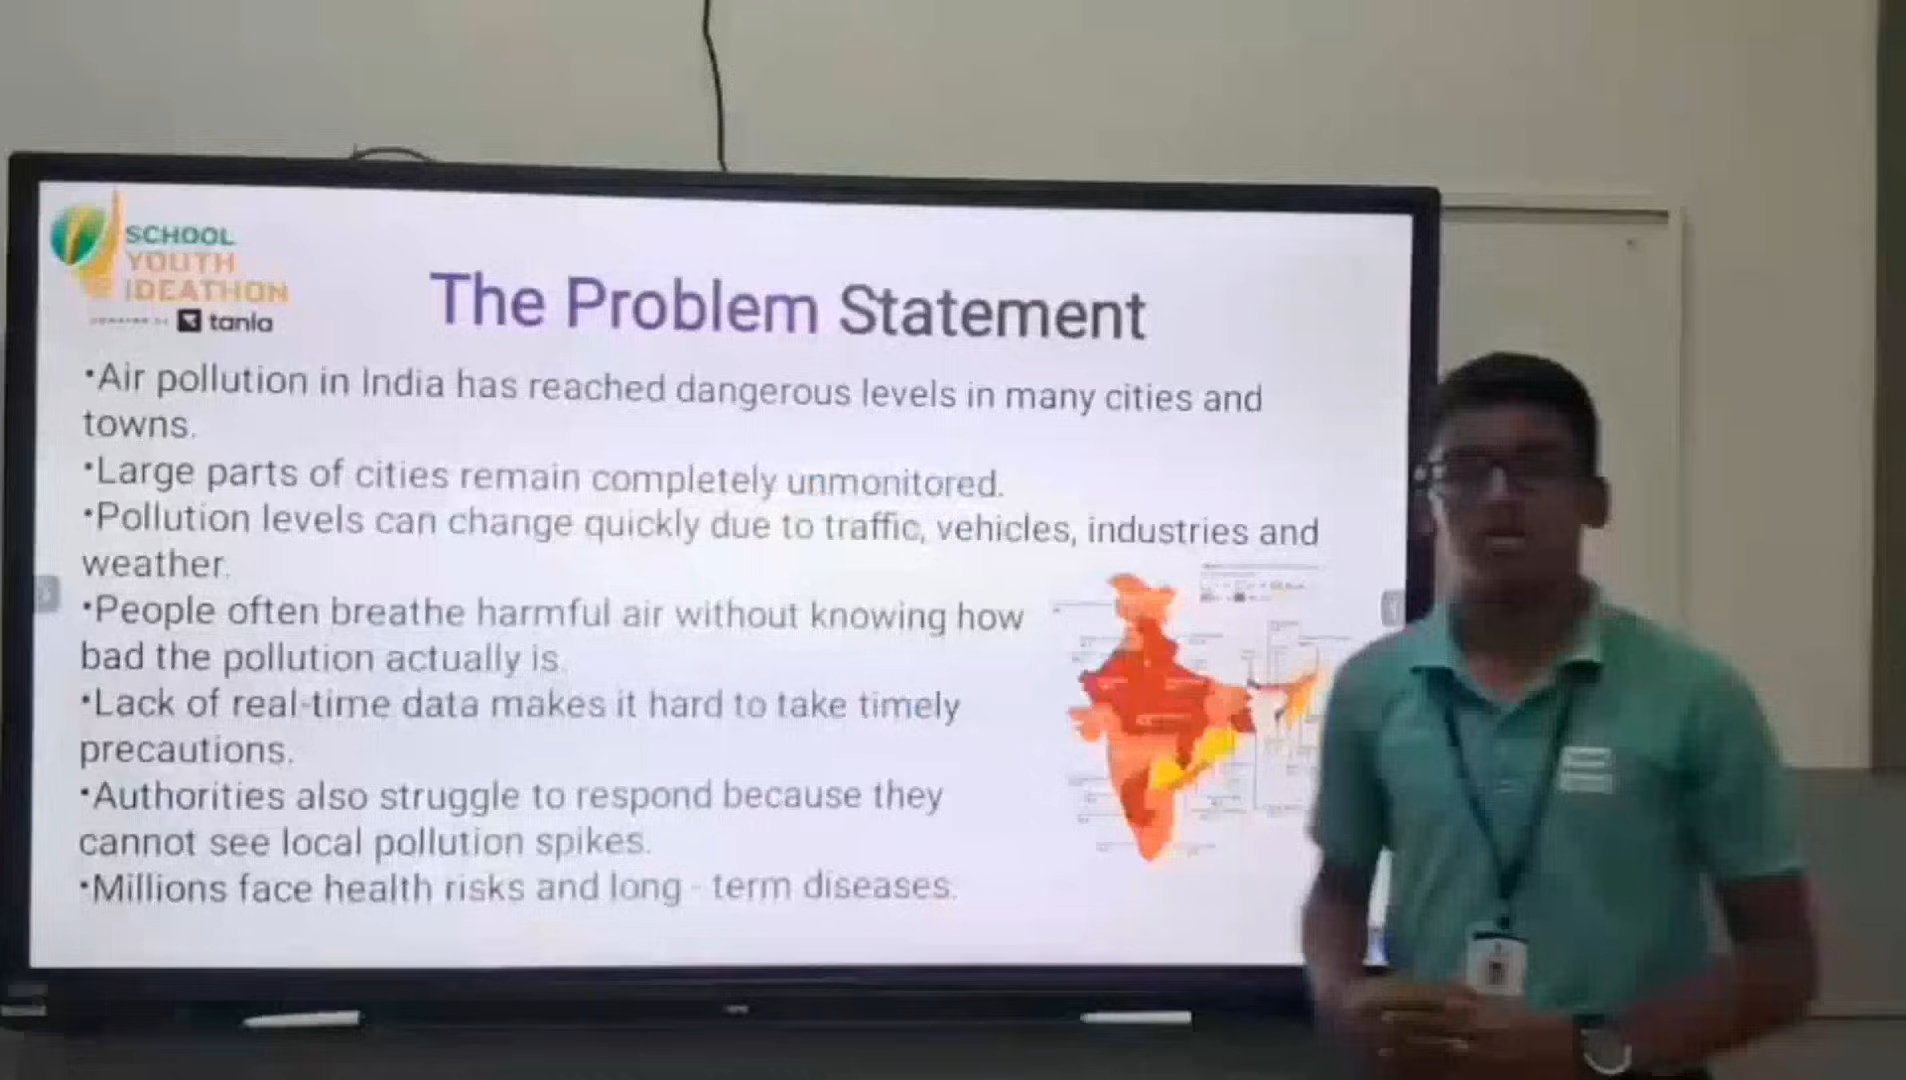 SCHOOL
YOUTH
IDEATHON
tania
The Problem Statement
•Air pollution in India has reached dangerous levels in many cities and
towns.
•Large parts of cities remain completely unmonitored.
•Pollution levels can change quickly due to traffic, vehicles, industries and
weather.
•People often breathe harmful air without knowing how
bad the pollution actually is.
•Lack of real-time data makes it hard to take timely
precautions.
•Authorities also struggle to respond because they
cannot see local pollution spikes.
•Millions face health risks and long - term diseases.